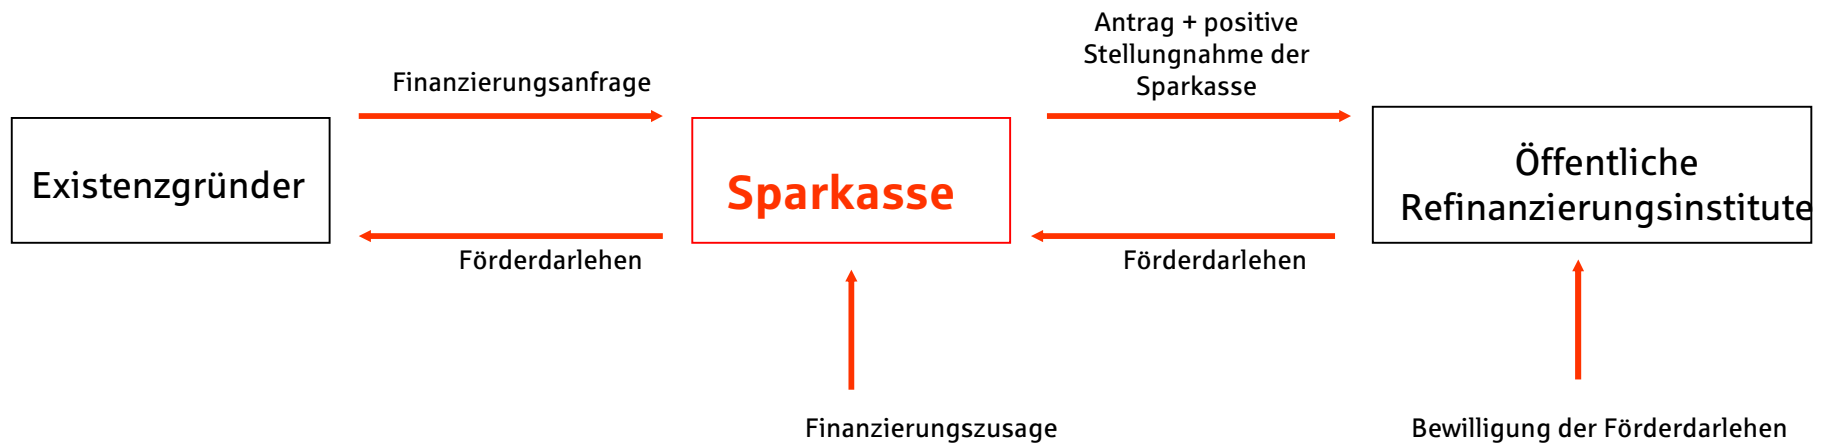 Antrag + positive
Stellungnahme der
Sparkasse
Finanzierungsanfrage
Existenzgründer
Sparkasse
Öffentliche
Refinanzierungsinstitute
Förderdarlehen
Förderdarlehen
Finanzierungszusage
Bewilligung der Förderdarlehen